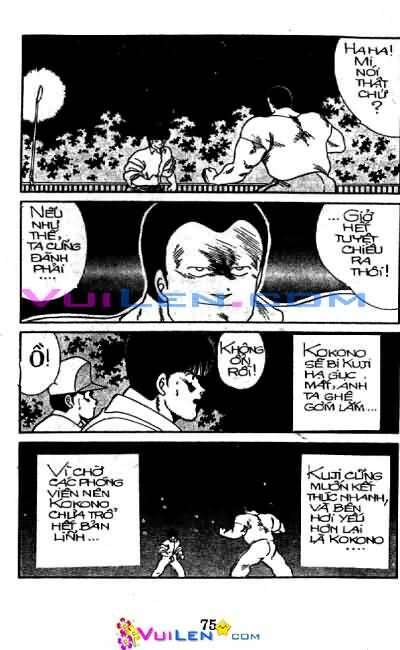 HAHA!
MI
NÓI
THẬT
CHỨ
?
NẾU
NHƯ
THẾ,
TA CŨNG
ĐÁNH
PHẢI
....
... GIỞ
HẾT
TUYỆT
CHIÊU
RA
THÔI!
VUILEN.COM
Ồ!
KHÔNG
ỔN
RỒI!
KOKONO
SẼ BỊ KUJI
HẠ GỤC
MẤT, ANH
TA GHÊ
GỚM LẮM...
VÌ CHỜ
CÁC PHÓNG
VIÊN NÊN
KOKONO
CHƯA TRỔ
HẾT BẢN
LĨNH...
KUJI CŨNG
MUỐN KẾT
THÚC NHANH,
VÀ BÊN
HƠI YẾU
HƠN LẠI
LÀ KOKONO
....
75
VUILEN.COM